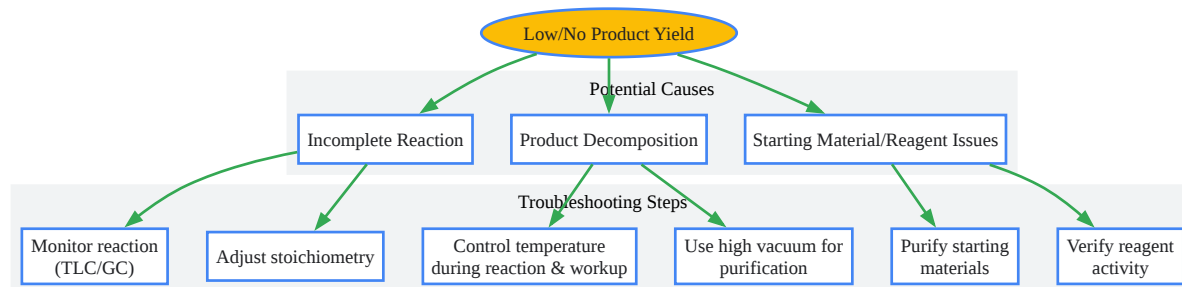 Low/No Product Yield
Potential Causes
Incomplete Reaction
Product Decomposition
Starting Material/Reagent Issues
Troubleshooting Steps
Monitor reaction
(TLC/GC)
Adjust stoichiometry
Control temperature
during reaction & workup
Use high vacuum for
purification
Purify starting
materials
Verify reagent
activity